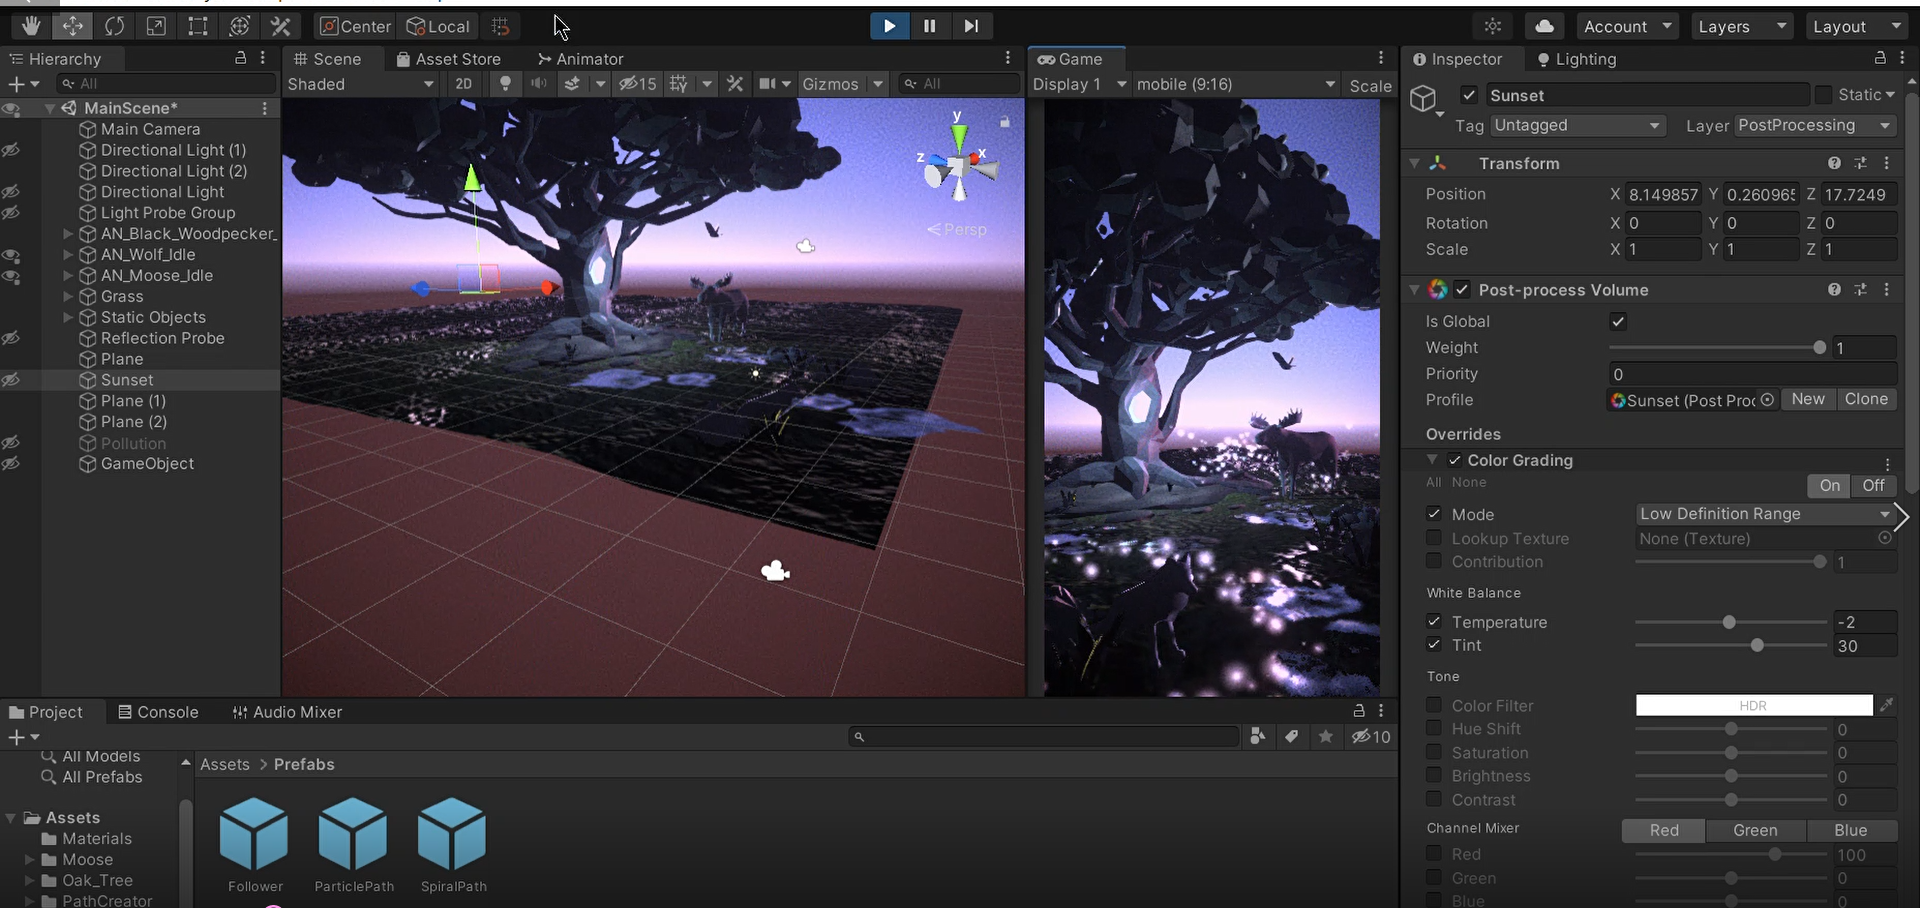 Center Local
Account Layers Layout
Hierarchy
All
MainScene*
Main Camera
Directional Light (1)
Directional Light (2)
Directional Light
Light Probe Group
AN_Black_Woodpecker_
AN_Wolf_Idle
AN_Moose_Idle
Grass
Static Objects
Reflection Probe
Plane
Sunset
Plane (1)
Plane (2)
Pollution
GameObject
Scene Asset Store Animator
Shaded 2D 15 Gizmos All
y
z x
Persp
Game
Display 1 mobile (9:16) Scale
Inspector Lighting
Sunset Static
Tag Untagged Layer PostProcessing
Transform
Position X 8.149857 Y 0.260965 Z 17.7249
Rotation X 0 Y 0 Z 0
Scale X 1 Y 1 Z 1
Post-process Volume
Is Global
Weight 1
Priority 0
Profile Sunset (Post Proc New Clone
Overrides
Color Grading
All None On Off
Mode Low Definition Range
Lookup Texture None (Texture)
Contribution 1
White Balance
Temperature -2
Tint 30
Tone
Color Filter HDR
Hue Shift 0
Saturation 0
Brightness 0
Contrast 0
Channel Mixer Red Green Blue
Red 100
Green 0
Blue
Project Console Audio Mixer
10
All Models
All Prefabs
Assets
Materials
Moose
Oak_Tree
PathCreator
Assets > Prefabs
Follower ParticlePath SpiralPath